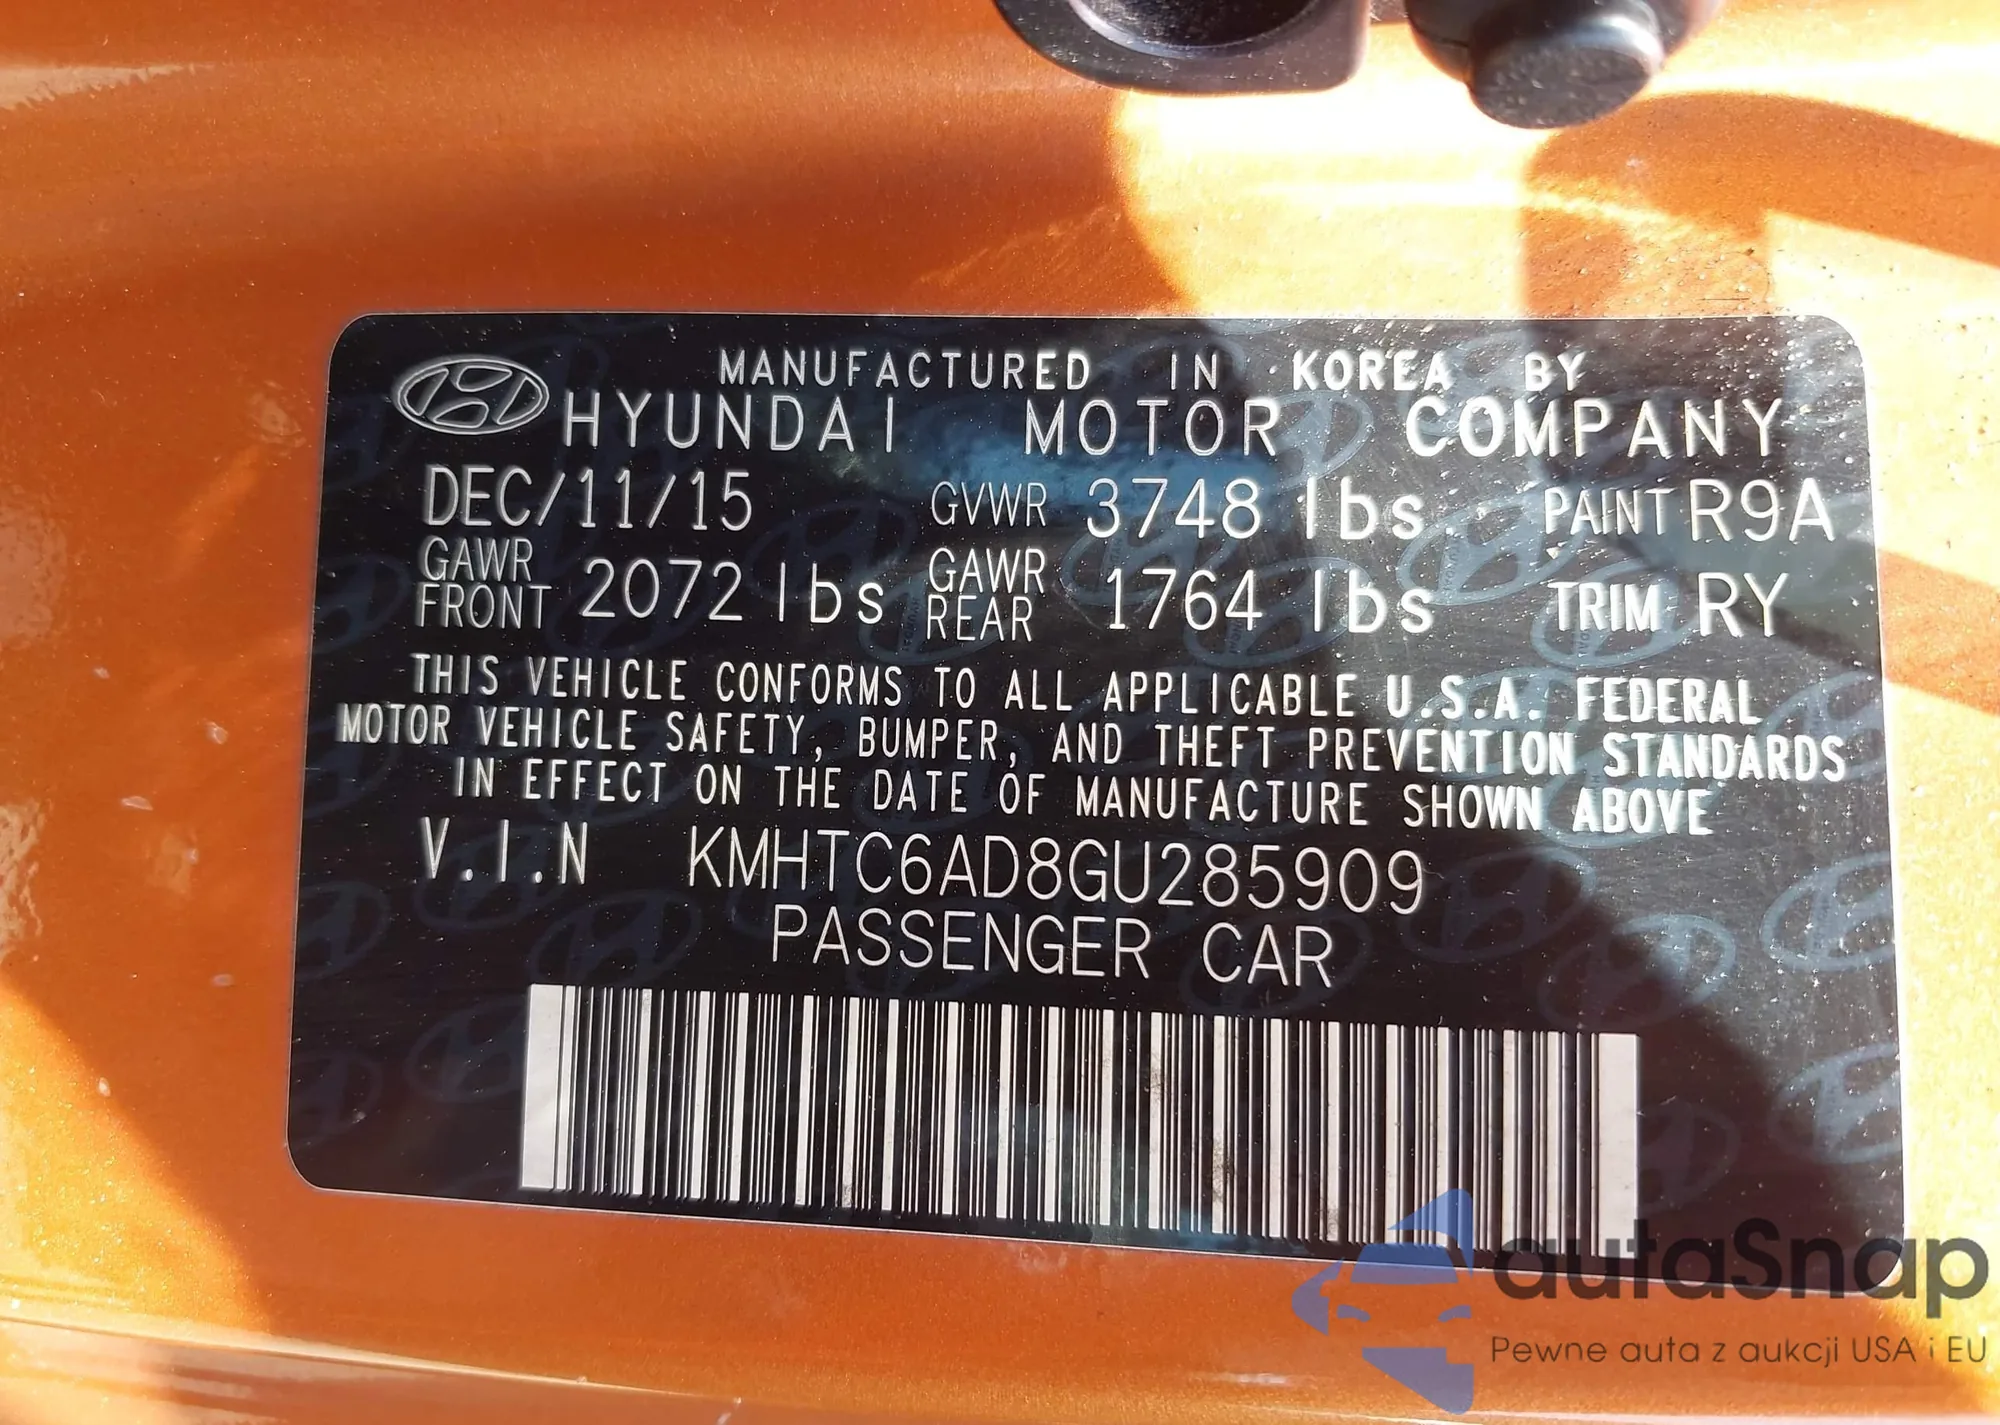 MANUFACTURED IN KOREA BY
HYUNDAI MOTOR COMPANY
DEC/11/15 GVWR 3748 lbs. PAINT R9A
GAWR FRONT 2072 lbs GAWR REAR 1764 lbs TRIM RY
THIS VEHICLE CONFORMS TO ALL APPLICABLE U.S.A. FEDERAL
MOTOR VEHICLE SAFETY, BUMPER, AND THEFT PREVENTION STANDARDS
IN EFFECT ON THE DATE OF MANUFACTURE SHOWN ABOVE
V.I.N KMHTC6AD8GU285909
PASSENGER CAR
autaSnap
Pewne auta z aukcji USA i EU